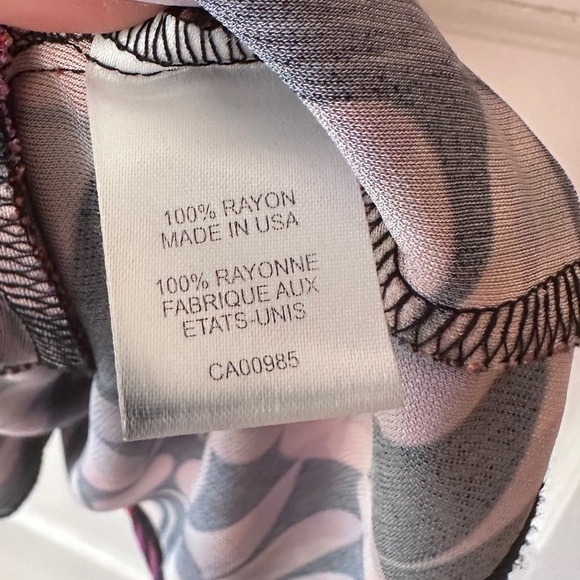 100% RAYON
MADE IN USA
100% RAYONNE
FABRIQUE AUX
ETATS-UNIS
CA00985